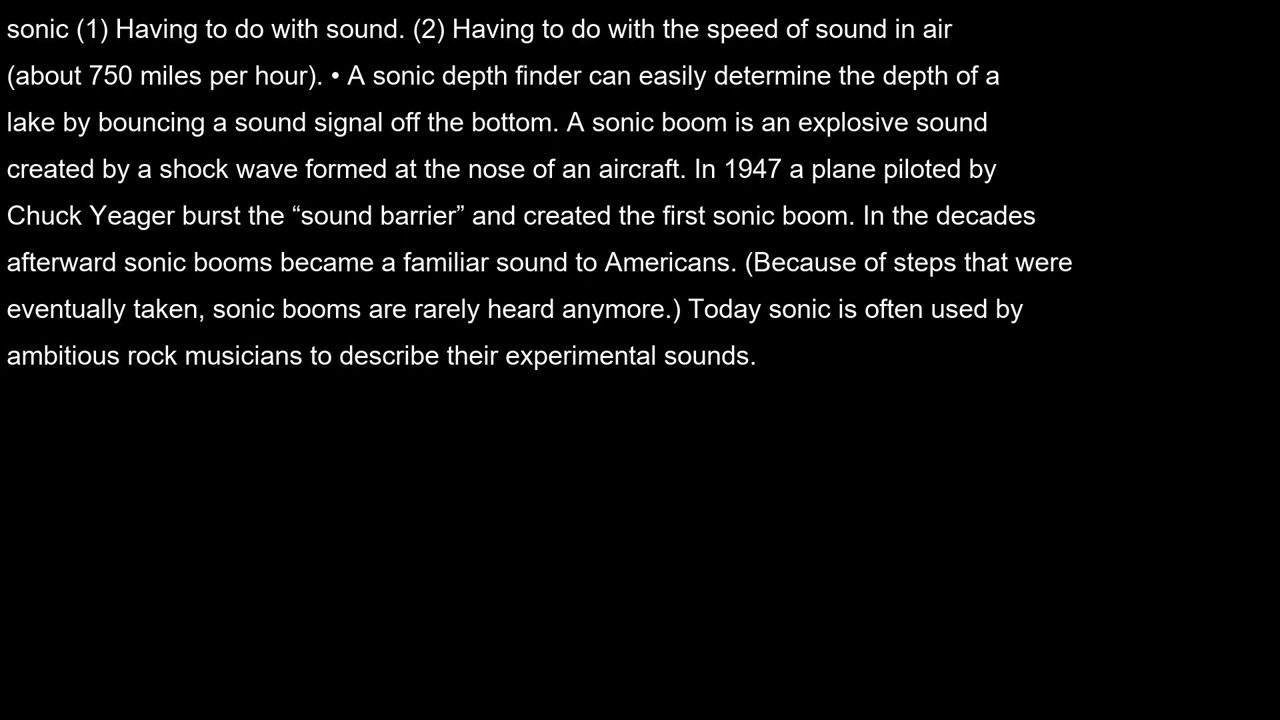 sonic (1) Having to do with sound. (2) Having to do with the speed of sound in air
(about 750 miles per hour). • A sonic depth finder can easily determine the depth of a
lake by bouncing a sound signal off the bottom. A sonic boom is an explosive sound
created by a shock wave formed at the nose of an aircraft. In 1947 a plane piloted by
Chuck Yeager burst the “sound barrier” and created the first sonic boom. In the decades
afterward sonic booms became a familiar sound to Americans. (Because of steps that were
eventually taken, sonic booms are rarely heard anymore.) Today sonic is often used by
ambitious rock musicians to describe their experimental sounds.